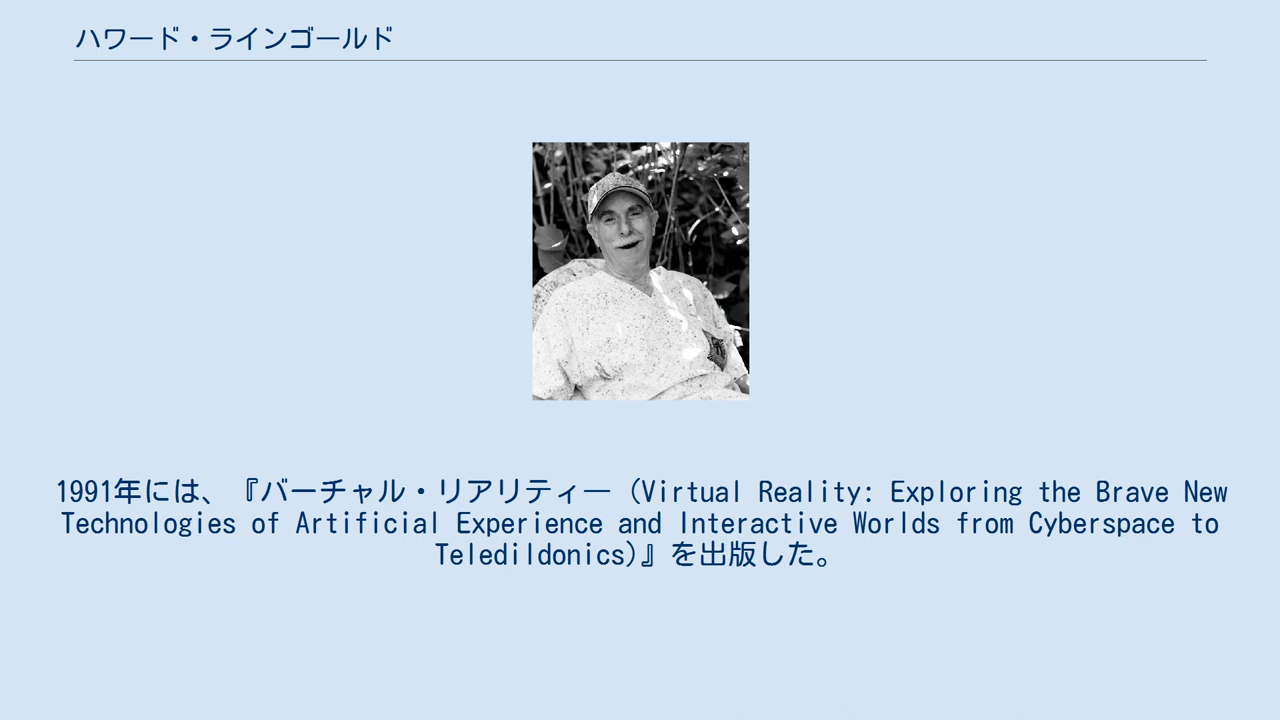 ハワード・ラインゴールド
1991年には、『バーチャル・リアリティー (Virtual Reality: Exploring the Brave New
Technologies of Artificial Experience and Interactive Worlds from Cyberspace to
Teledildonics)』を出版した。